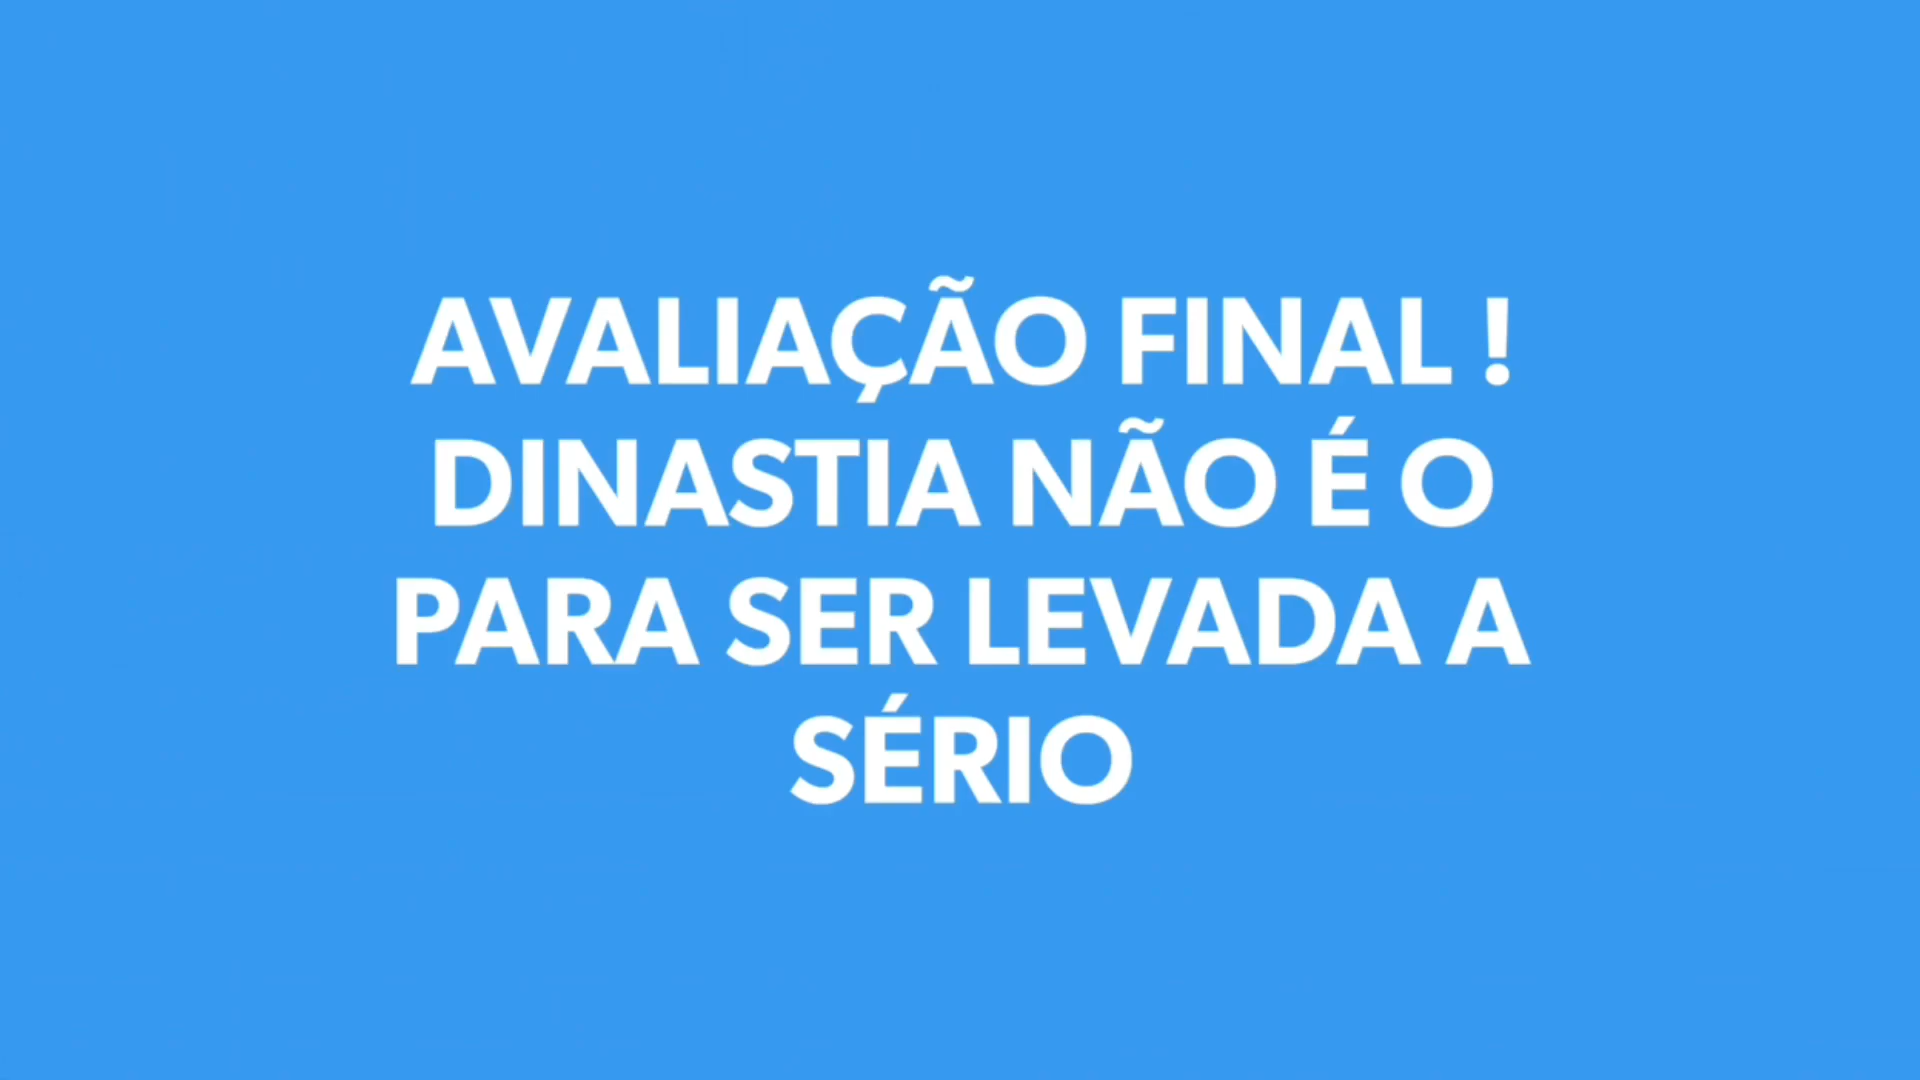 AVALIAÇÃO FINAL !
DINASTIA NÃO É O
PARA SER LEVADA A
SÉRIO